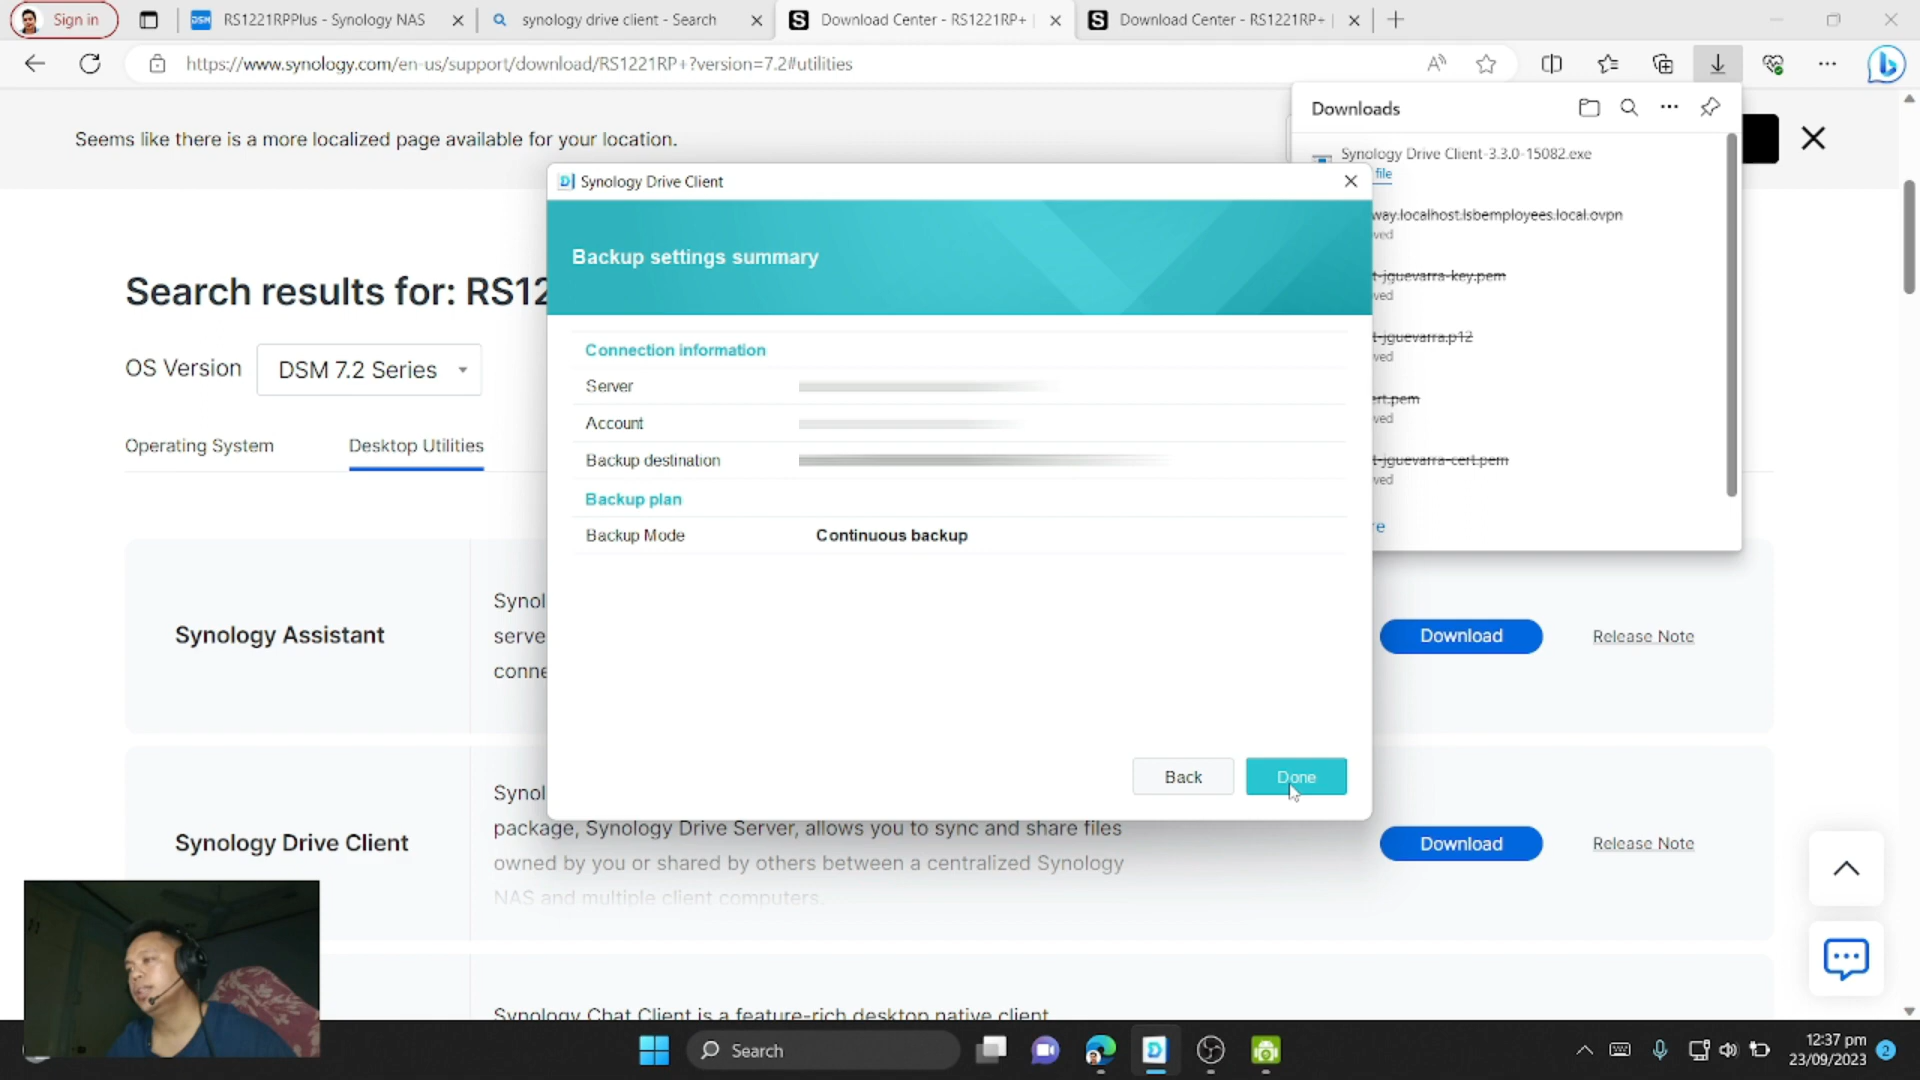 Sign in
RS1221RPPlus - Synology NAS
synology drive client - Search
Download Center - RS1221RP+ |
Download Center - RS1221RP+ |
https://www.synology.com/en-us/support/download/RS1221RP+?version=7.2#utilities
Seems like there is a more localized page available for your location.
Downloads
Synology Drive Client-3.3.0-15082.exe
file
way.localhost.lsbemployees.local.ovpn
ved
t-jguevarra-key.pem
ved
t-jguevarra.p12
ved
ert.pem
ved
t-jguevarra-cert.pem
ved
re
Search results for: RS12
OS Version
DSM 7.2 Series
Operating System
Desktop Utilities
Synology Drive Client
Backup settings summary
Connection information
Server
Account
Backup destination
Backup plan
Backup Mode
Continuous backup
Back
Done
Synology Assistant
Synol
serve
conne
Download
Release Note
Synology Drive Client
Synol
package, Synology Drive Server, allows you to sync and share files
owned by you or shared by others between a centralized Synology
NAS and multiple client computers.
Download
Release Note
Synology Chat Client is a feature-rich desktop native client
Search
12:37 pm
23/09/2023
2